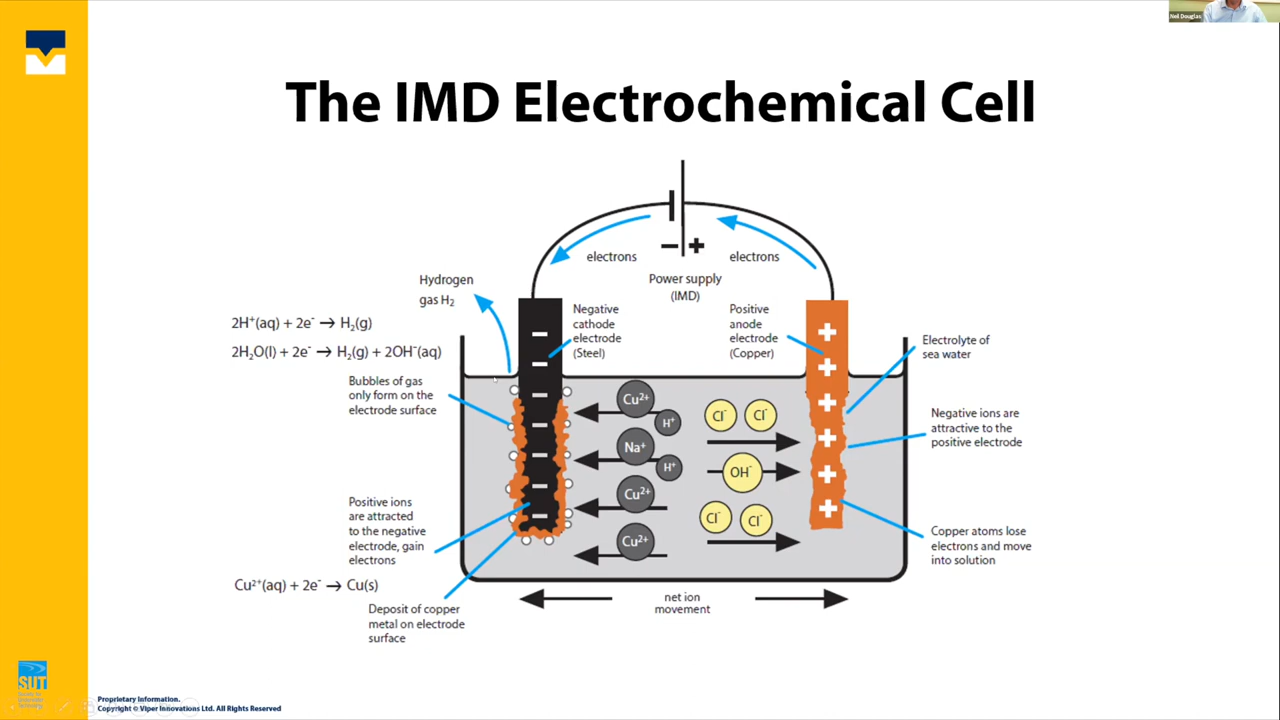 Neil Douglas
The IMD Electrochemical Cell
electrons
electrons
− +
Power supply
(IMD)
Hydrogen
gas H₂
2H⁺(aq) + 2e⁻ → H₂(g)
2H₂O(l) + 2e⁻ → H₂(g) + 2OH⁻(aq)
Negative
cathode
electrode
(Steel)
Positive
anode
electrode
(Copper)
Electrolyte of
sea water
Bubbles of gas
only form on the
electrode surface
Cu²⁺
H⁺
Na⁺
H⁺
Cu²⁺
Cu²⁺
Cl⁻ Cl⁻
OH⁻
Cl⁻ Cl⁻
Negative ions are
attractive to the
positive electrode
Positive ions
are attracted
to the negative
electrode, gain
electrons
Copper atoms lose
electrons and move
into solution
Cu²⁺(aq) + 2e⁻ → Cu(s)
Deposit of copper
metal on electrode
surface
net ion
movement
SUT
Proprietary Information.
Copyright © Viper Innovations Ltd. All Rights Reserved